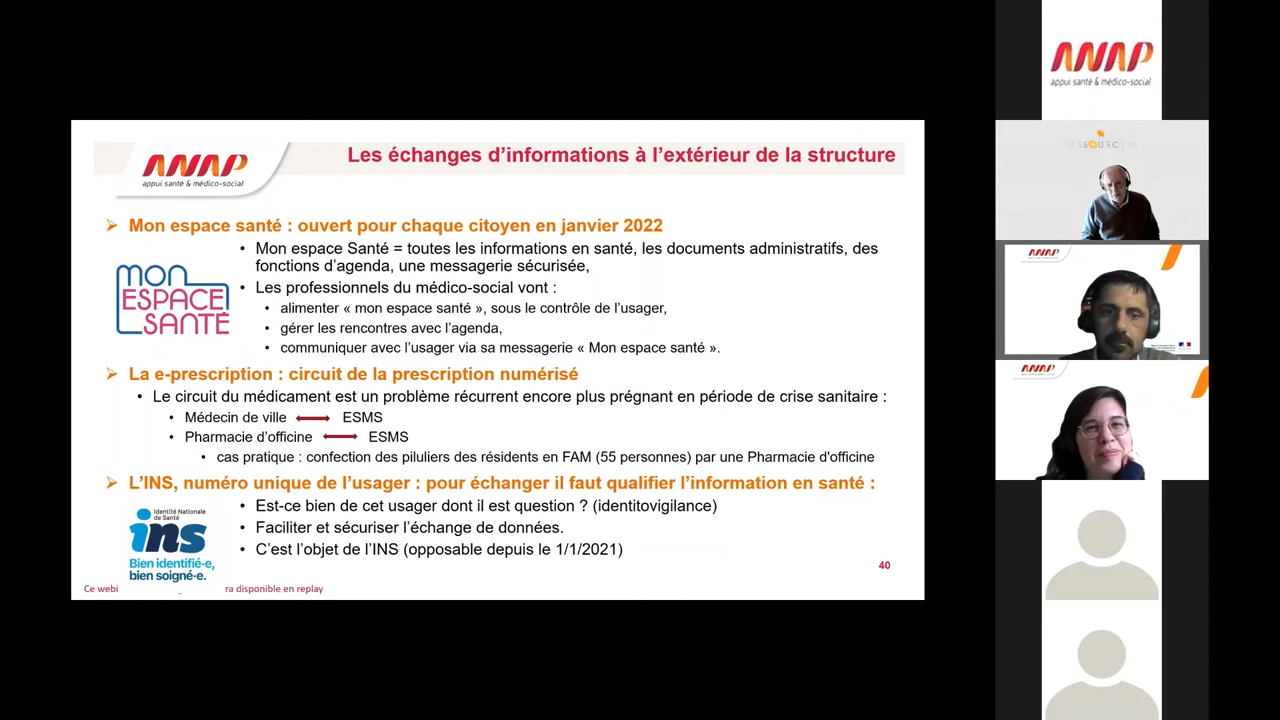 ANAP
appui santé & médico-social
Les échanges d’informations à l’extérieur de la structure
Mon espace santé : ouvert pour chaque citoyen en janvier 2022
• Mon espace Santé = toutes les informations en santé, les documents administratifs, des
fonctions d’agenda, une messagerie sécurisée,
• Les professionnels du médico-social vont :
• alimenter « mon espace santé », sous le contrôle de l’usager,
• gérer les rencontres avec l’agenda,
• communiquer avec l’usager via sa messagerie « Mon espace santé ».
MON
ESPACE
SANTÉ
La e-prescription : circuit de la prescription numérisé
• Le circuit du médicament est un problème récurrent encore plus prégnant en période de crise sanitaire :
• Médecin de ville ESMS
• Pharmacie d’officine ESMS
• cas pratique : confection des piluliers des résidents en FAM (55 personnes) par une Pharmacie d'officine
L’INS, numéro unique de l’usager : pour échanger il faut qualifier l’information en santé :
• Est-ce bien de cet usager dont il est question ? (identitovigilance)
• Faciliter et sécuriser l’échange de données.
• C’est l’objet de l’INS (opposable depuis le 1/1/2021)
Identité Nationale
de Santé
ins
Bien identifié·e,
bien soigné·e.
40
Ce webi
ra disponible en replay
ANAP
appui santé & médico-social
RESSOURCIAL
ANAP
ANAP